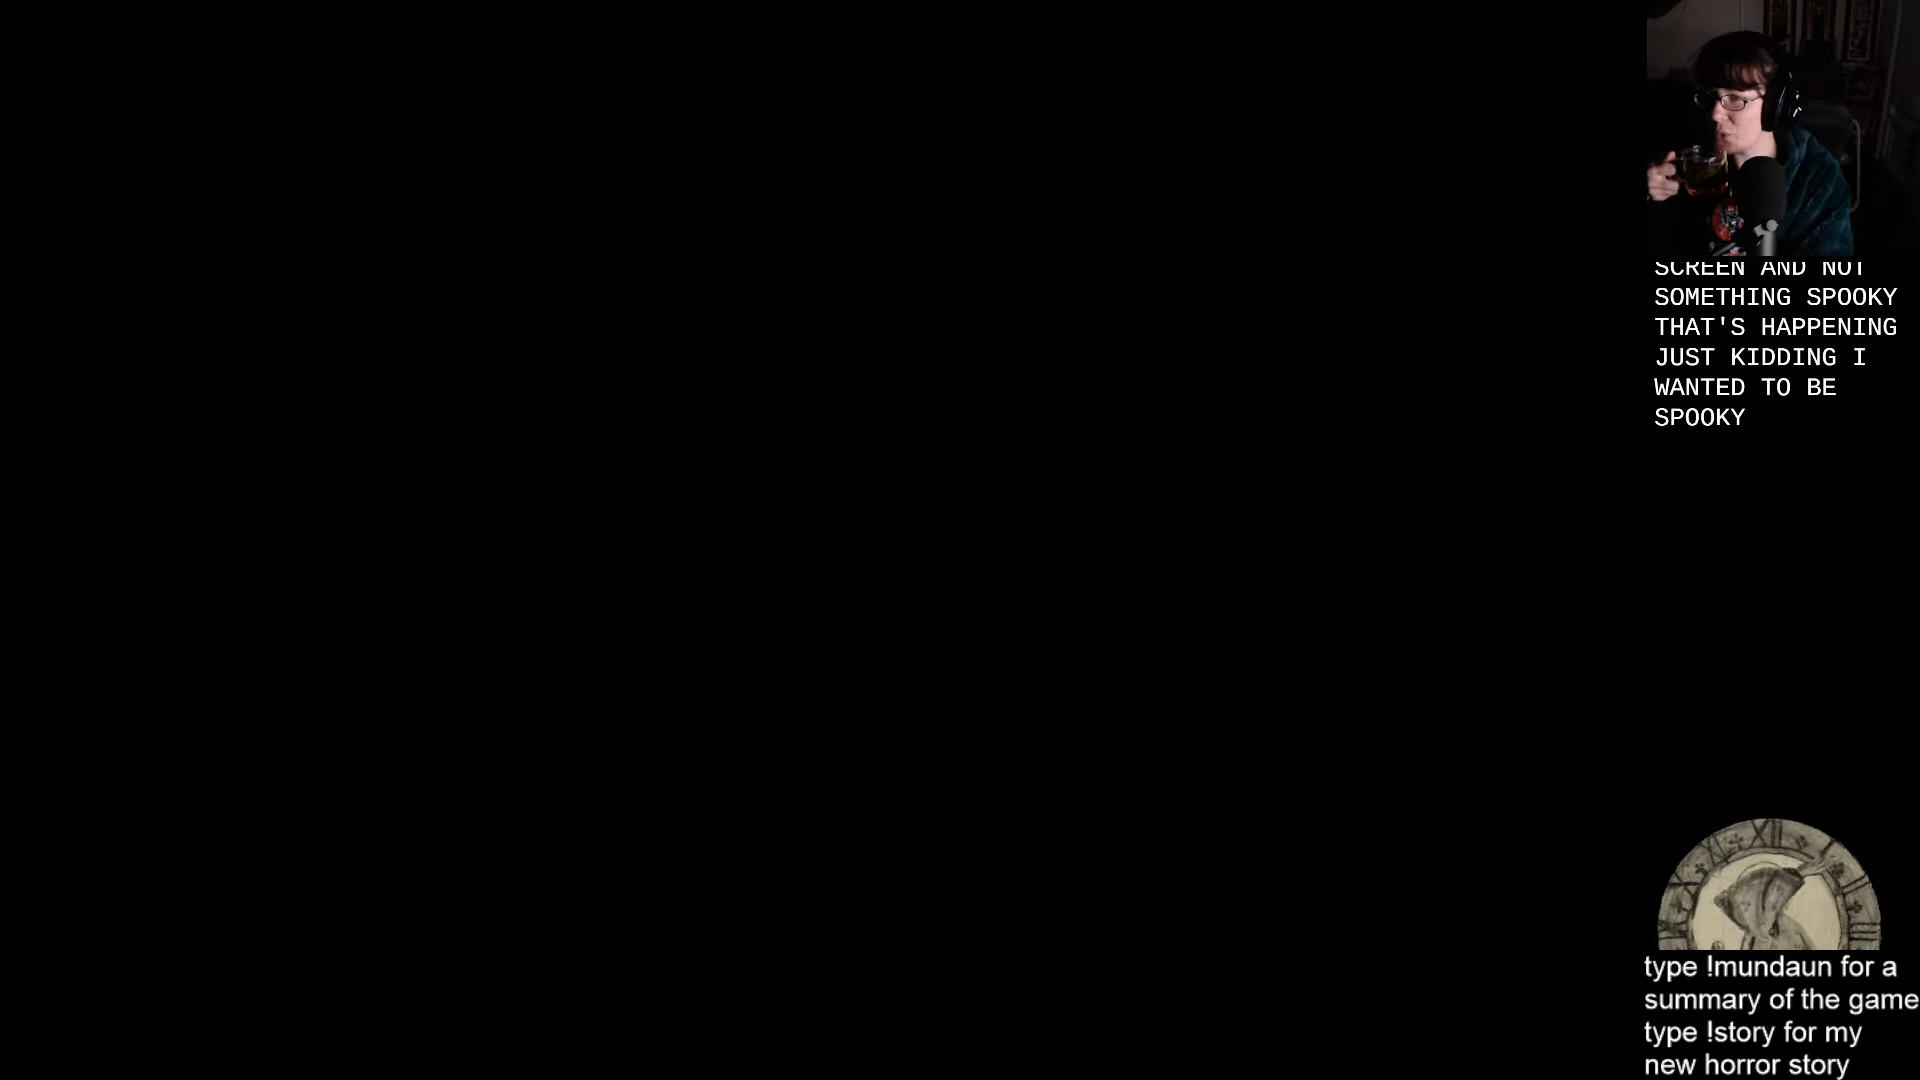 SCREEN AND NOT
SOMETHING SPOOKY
THAT'S HAPPENING
JUST KIDDING I
WANTED TO BE
SPOOKY
type !mundaun for a
summary of the game
type !story for my
new horror story